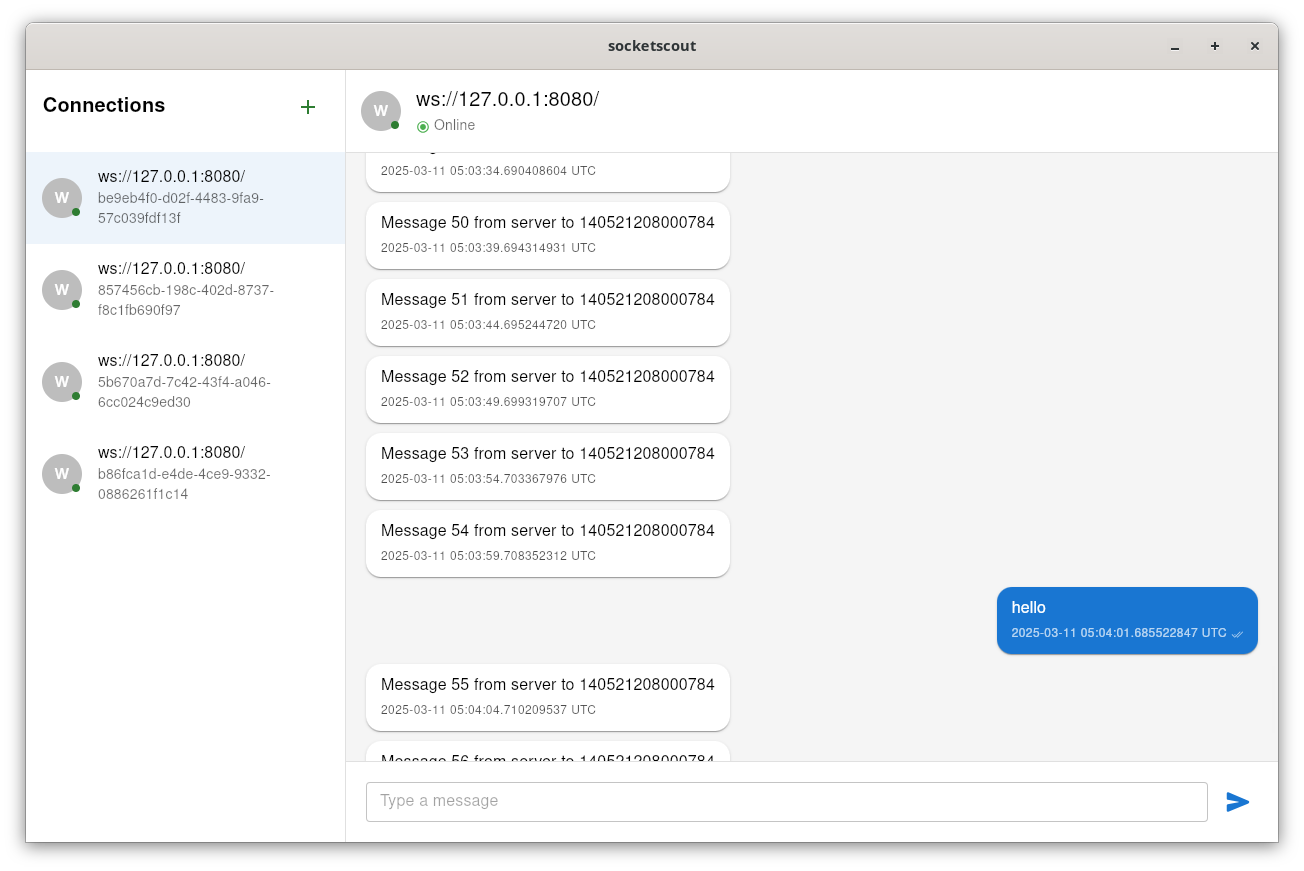 socketscout
Connections
ws://127.0.0.1:8080/
be9eb4f0-d02f-4483-9fa9-
57c039fdf13f
ws://127.0.0.1:8080/
857456cb-198c-402d-8737-
f8c1fb690f97
ws://127.0.0.1:8080/
5b670a7d-7c42-43f4-a046-
6cc024c9ed30
ws://127.0.0.1:8080/
b86fca1d-e4de-4ce9-9332-
0886261f1c14
W
W
W
W
W
ws://127.0.0.1:8080/
Online
2025-03-11 05:03:34.690408604 UTC
Message 50 from server to 140521208000784
2025-03-11 05:03:39.694314931 UTC
Message 51 from server to 140521208000784
2025-03-11 05:03:44.695244720 UTC
Message 52 from server to 140521208000784
2025-03-11 05:03:49.699319707 UTC
Message 53 from server to 140521208000784
2025-03-11 05:03:54.703367976 UTC
Message 54 from server to 140521208000784
2025-03-11 05:03:59.708352312 UTC
hello
2025-03-11 05:04:01.685522847 UTC
Message 55 from server to 140521208000784
2025-03-11 05:04:04.710209537 UTC
Message 56 from server to 140521208000784
Type a message